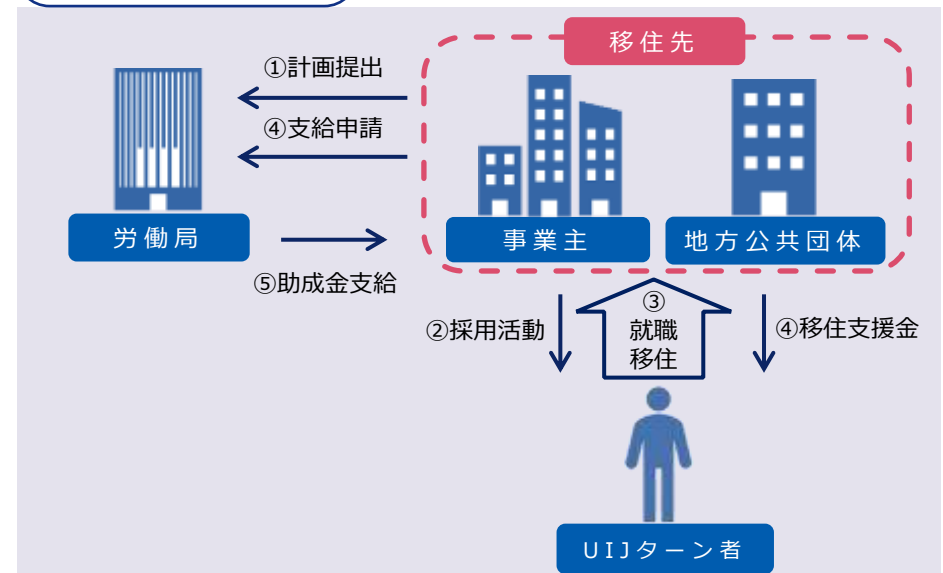 移住先
①計画提出
④支給申請
労働局
事業主
地方公共団体
⑤助成金支給
②採用活動
③
就職
移住
④移住支援金
UIJターン者